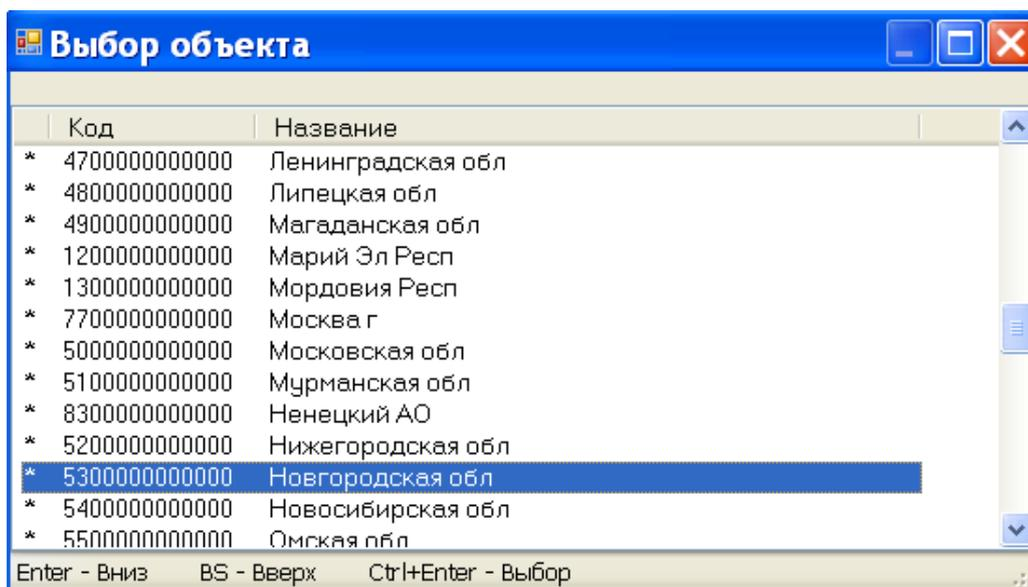 Выбор объекта
Код Название
* 4700000000000 Ленинградская обл
* 4800000000000 Липецкая обл
* 4900000000000 Магаданская обл
* 1200000000000 Марий Эл Респ
* 1300000000000 Мордовия Респ
* 7700000000000 Москва г
* 5000000000000 Московская обл
* 5100000000000 Мурманская обл
* 8300000000000 Ненецкий АО
* 5200000000000 Нижегородская обл
* 5300000000000 Новгородская обл
* 5400000000000 Новосибирская обл
* 5500000000000 Омская обл
Enter - Вниз BS - Вверх Ctrl+Enter - Выбор